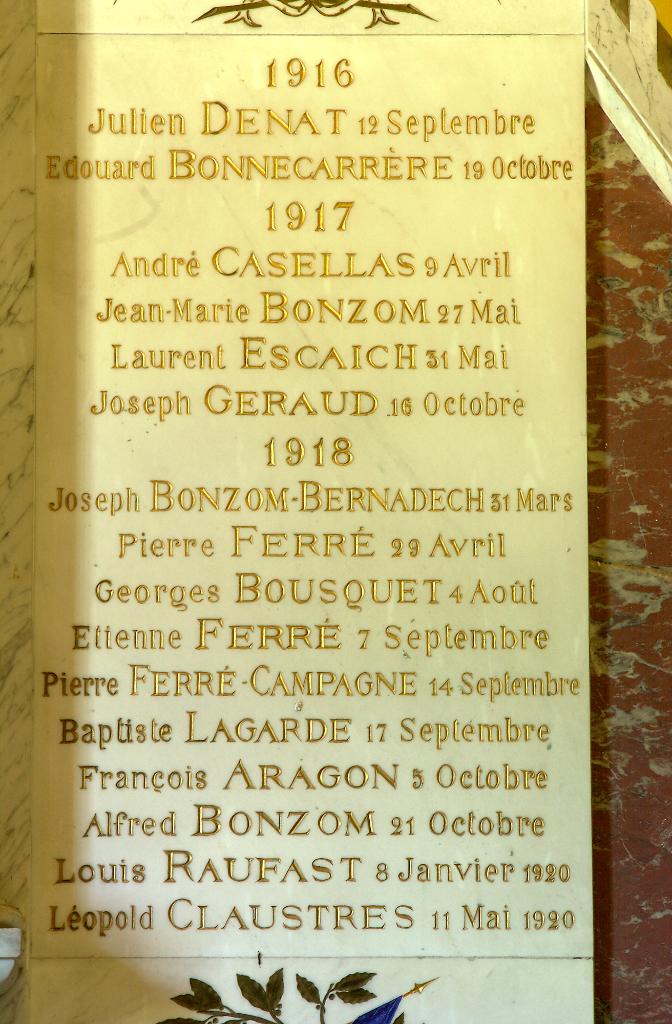 1916
Julien DENAT 12 Septembre
Edouard BONNECARRÈRE 19 Octobre
1917
André CASELLAS 9 Avril
Jean-Marie BONZOM 27 Mai
Laurent ESCAICH 31 Mai
Joseph GERAUD 16 Octobre
1918
Joseph BONZOM-BERNADECH 31 Mars
Pierre FERRÉ 29 Avril
Georges BOUSQUET 4 Août
Etienne FERRÉ 7 Septembre
Pierre FERRÉ-CAMPAGNE 14 Septembre
Baptiste LAGARDE 17 Septembre
François ARAGON 5 Octobre
Alfred BONZOM 21 Octobre
Louis RAUFAST 8 Janvier 1920
Léopold CLAUSTRES 11 Mai 1920